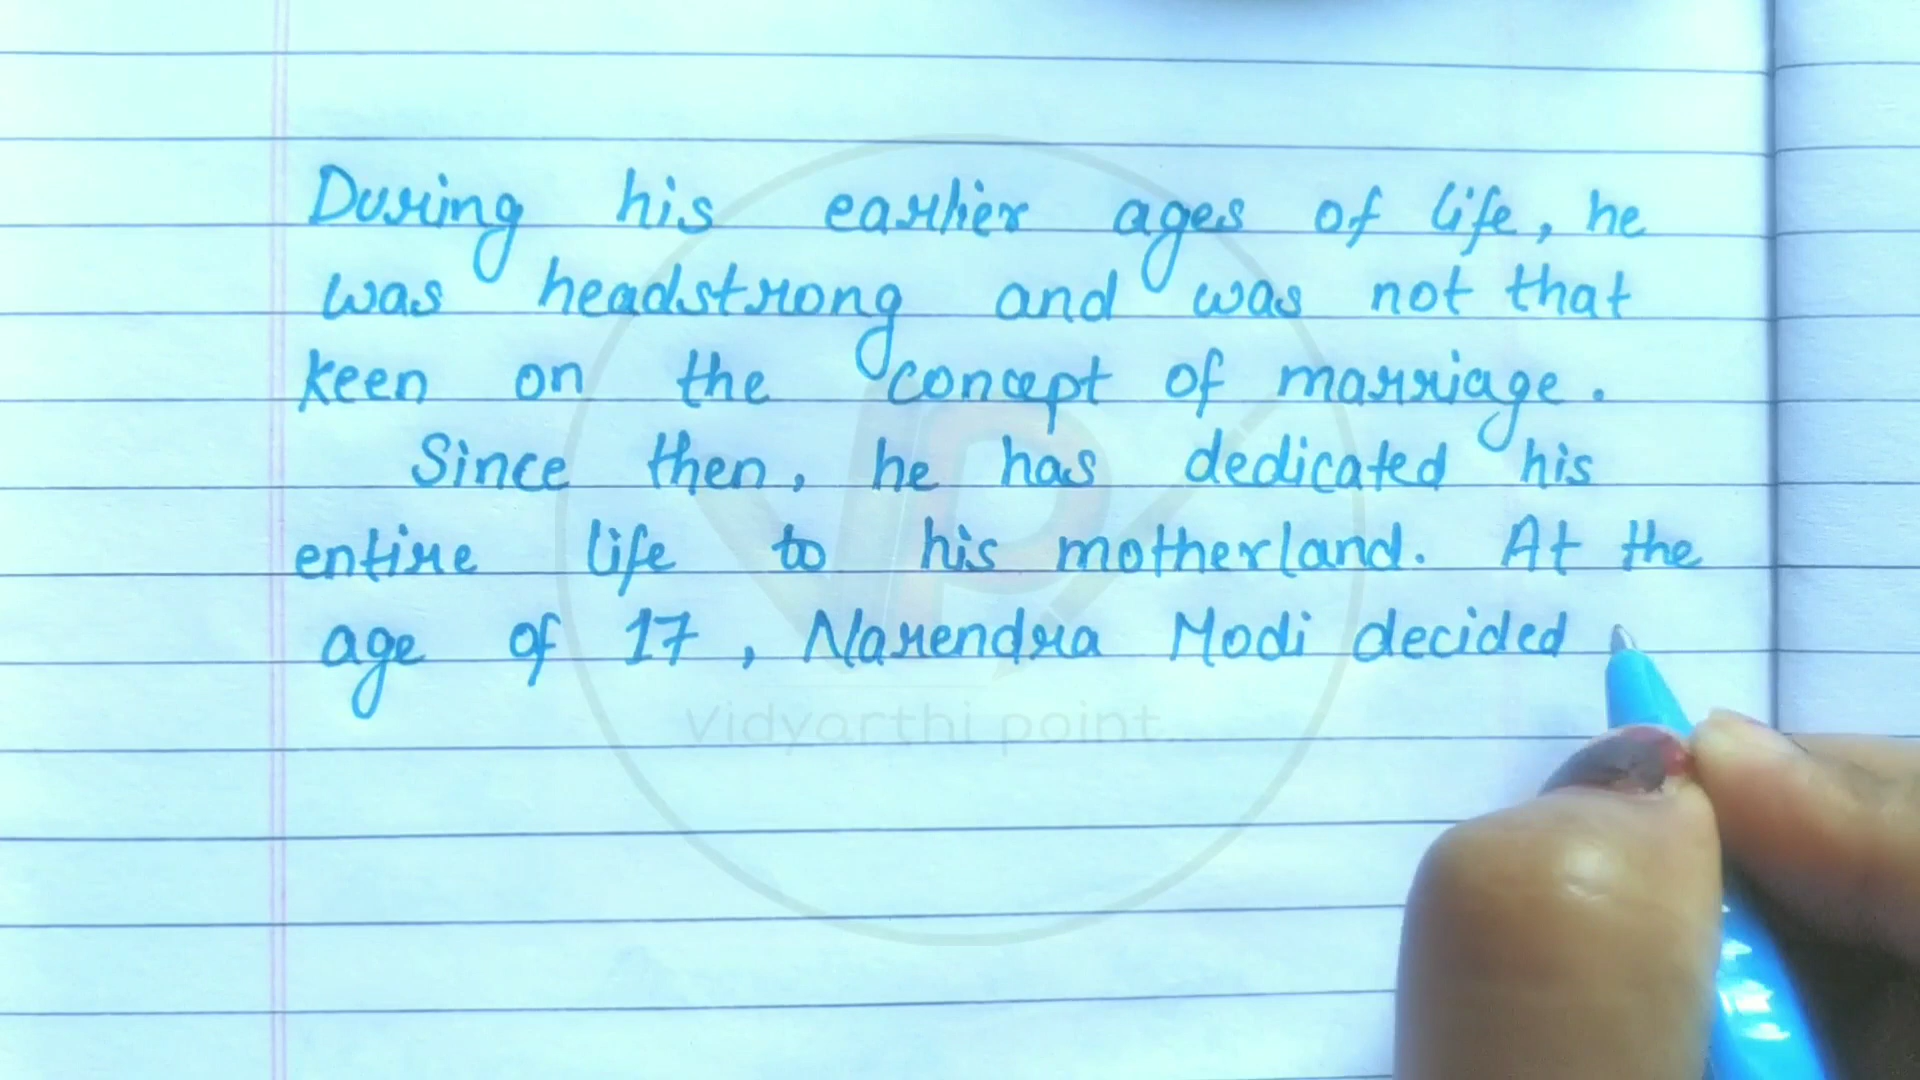 During his earlier ages of life, he
was headstrong and was not that
keen on the concept of marriage.
Since then, he has dedicated his
entire life to his motherland. At the
age of 17, Narendra Modi decided
Vidyarthi point....